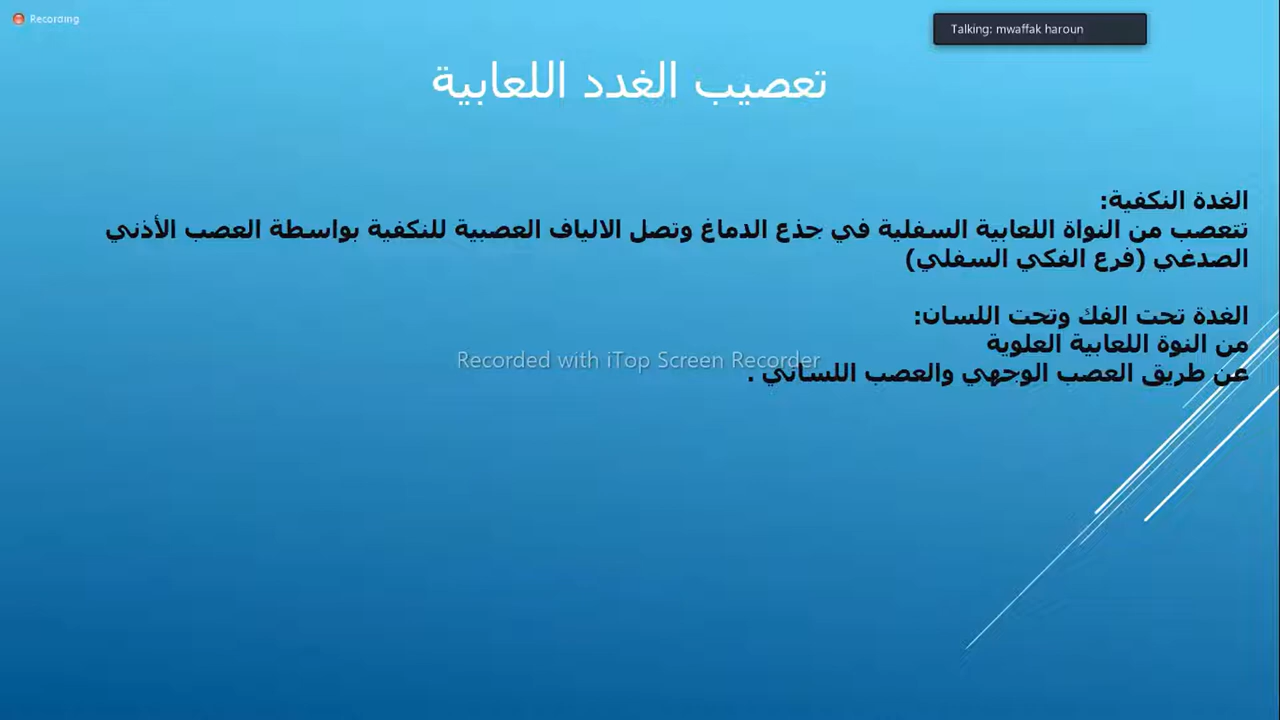 Recording
Talking: mwaffak haroun
تعصيب الغدد اللعابية
الغدة النكفية:
تتعصب من النواة اللعابية السفلية في جذع الدماغ وتصل الالياف العصبية للنكفية بواسطة العصب الأذني
الصدغي (فرع الفكي السفلي)
الغدة تحت الفك وتحت اللسان:
من النوة اللعابية العلوية
Recorded with iTop Screen Recorder
عن طريق العصب الوجهي والعصب اللساني .